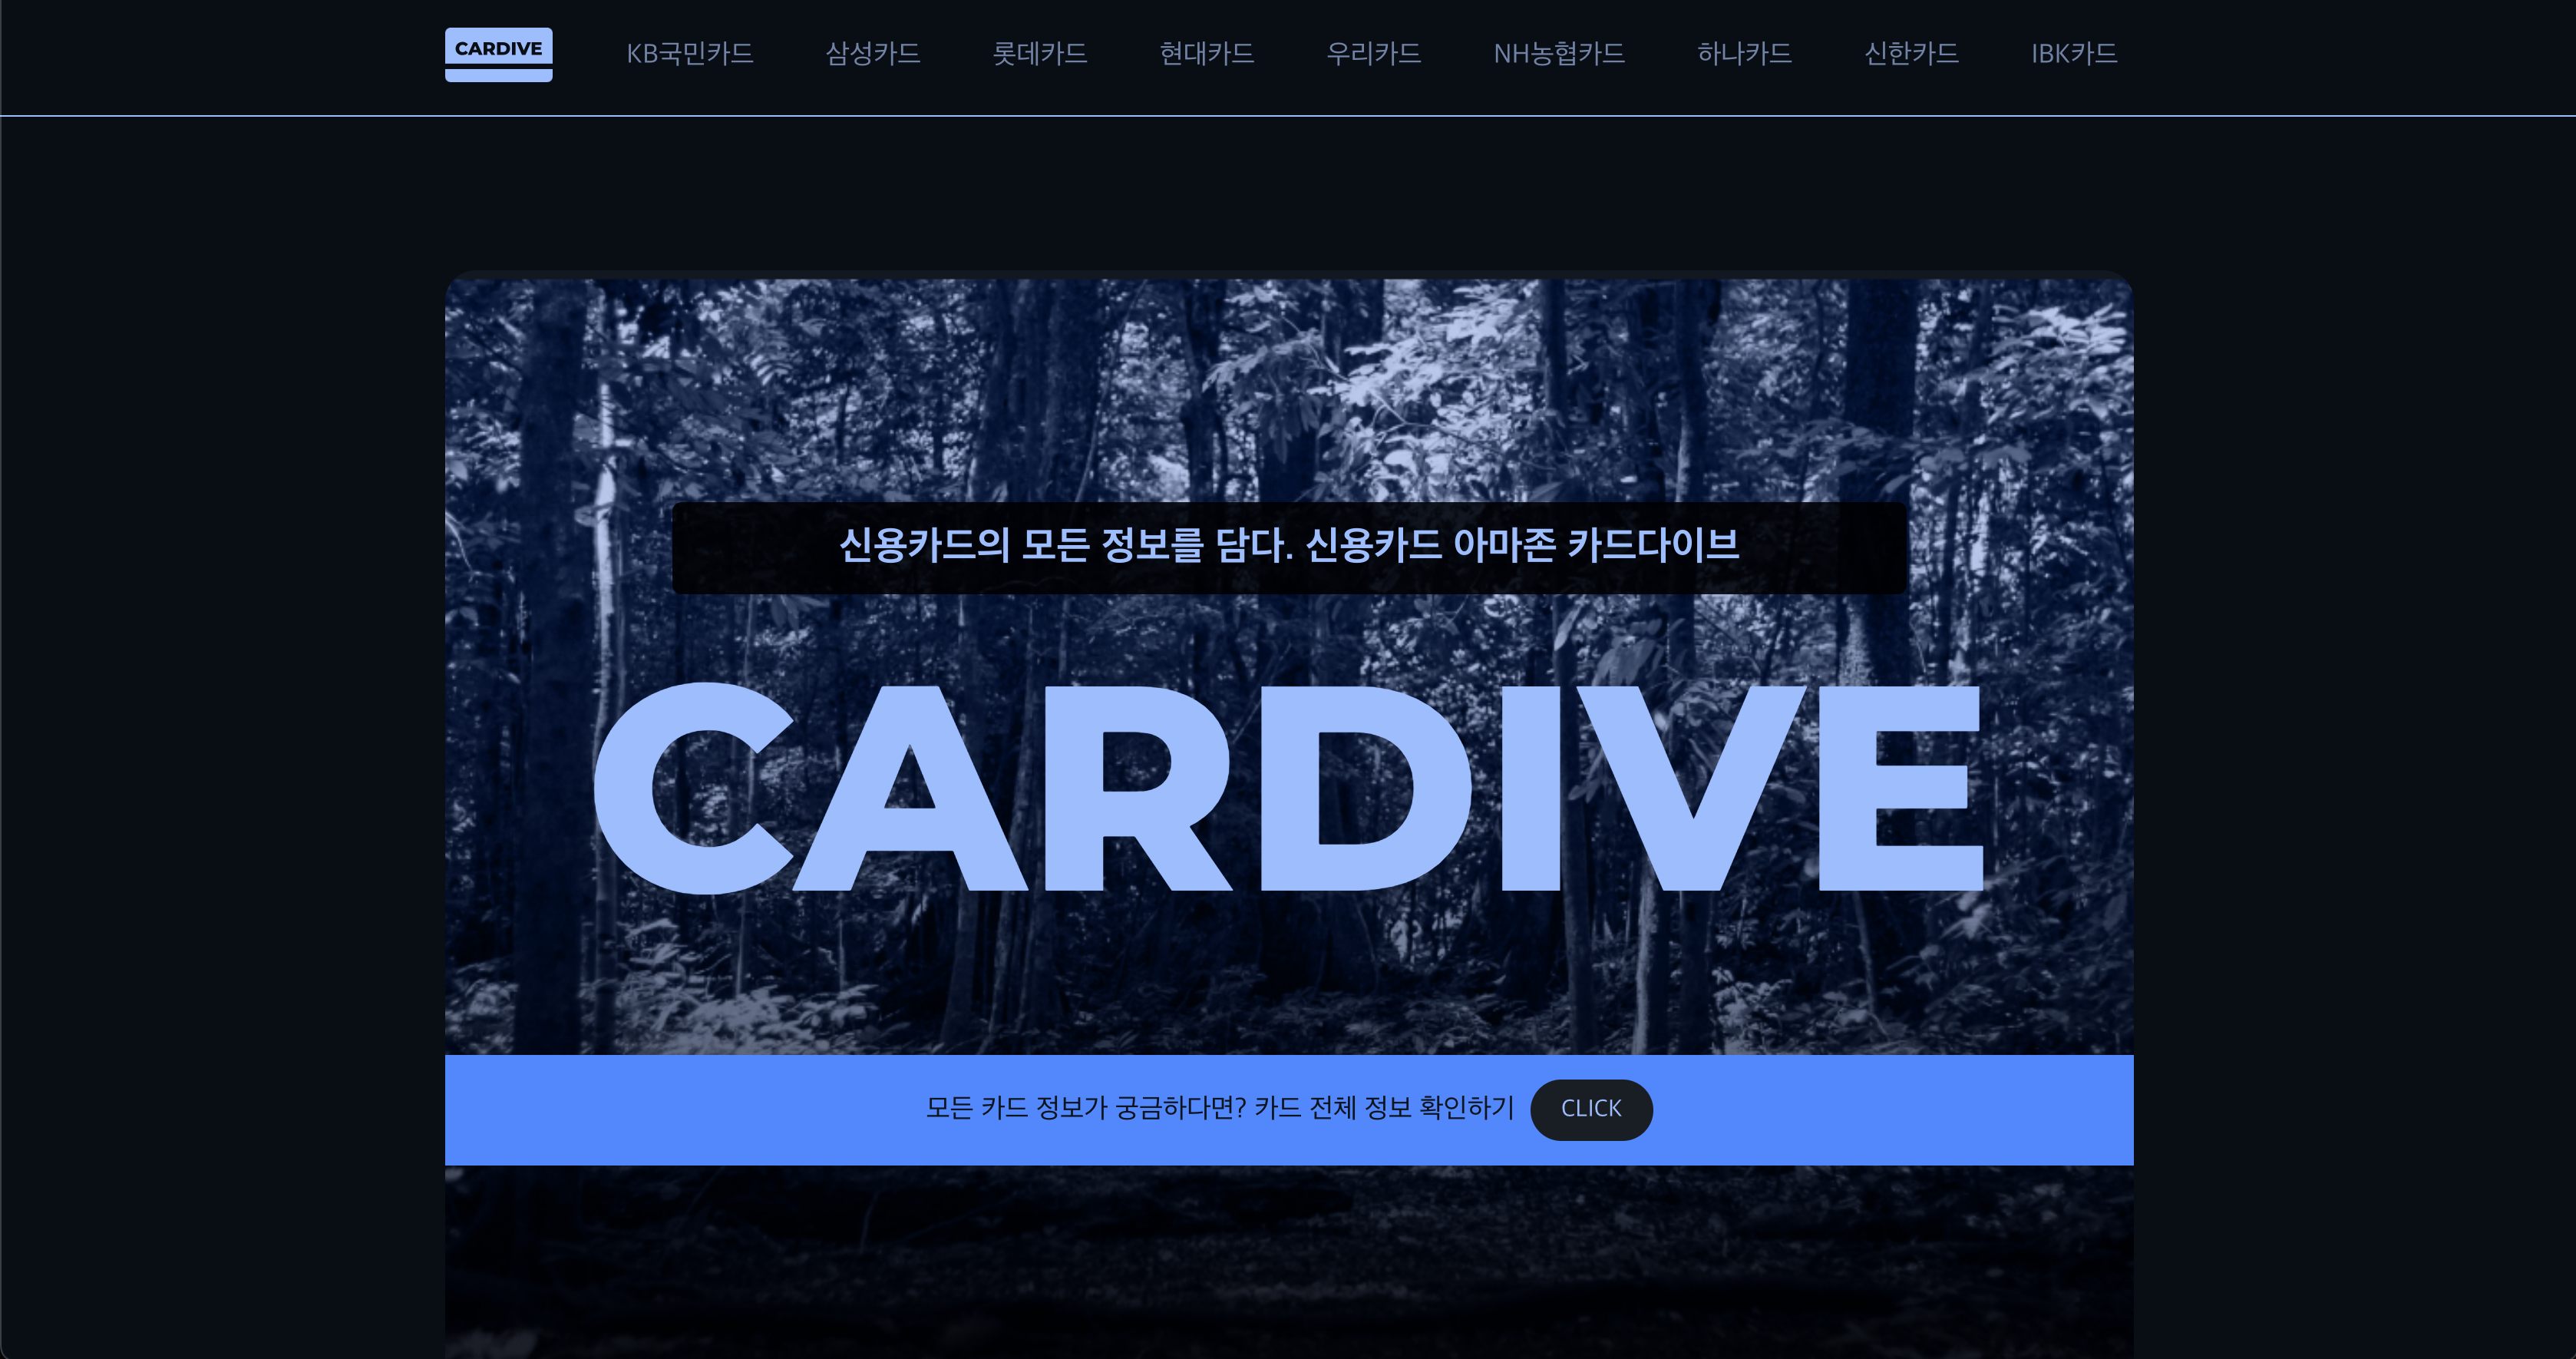 CARDIVE
KB국민카드 삼성카드 롯데카드 현대카드 우리카드 NH농협카드 하나카드 신한카드 IBK카드
신용카드의 모든 정보를 담다. 신용카드 아마존 카드다이브
CARDIVE
모든 카드 정보가 궁금하다면? 카드 전체 정보 확인하기 CLICK